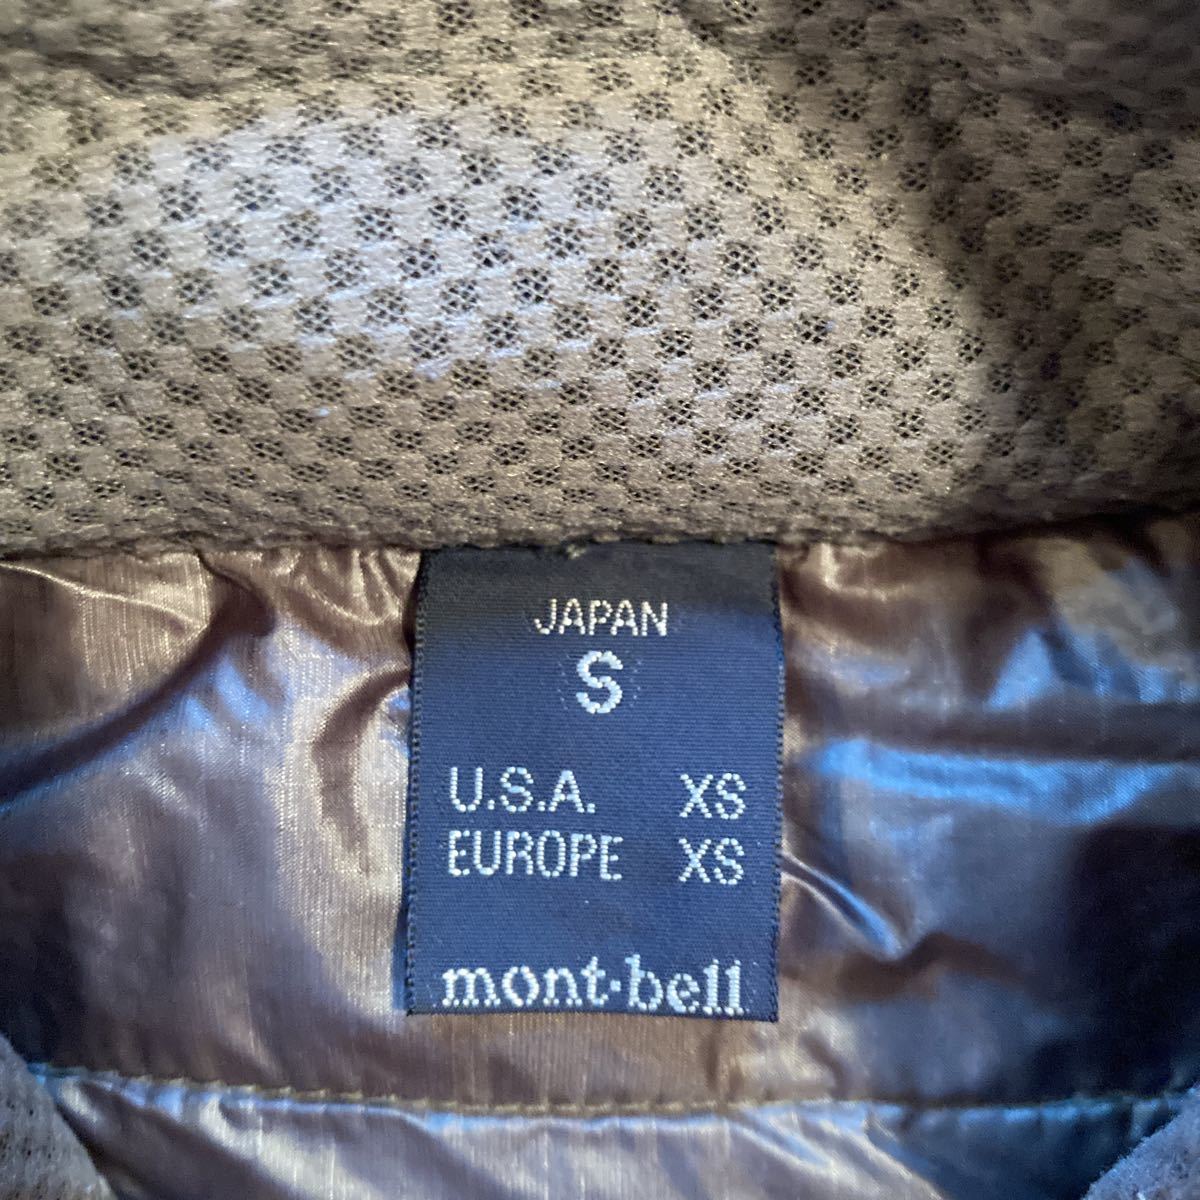 JAPAN
S
U.S.A. XS
EUROPE XS
mont-bell